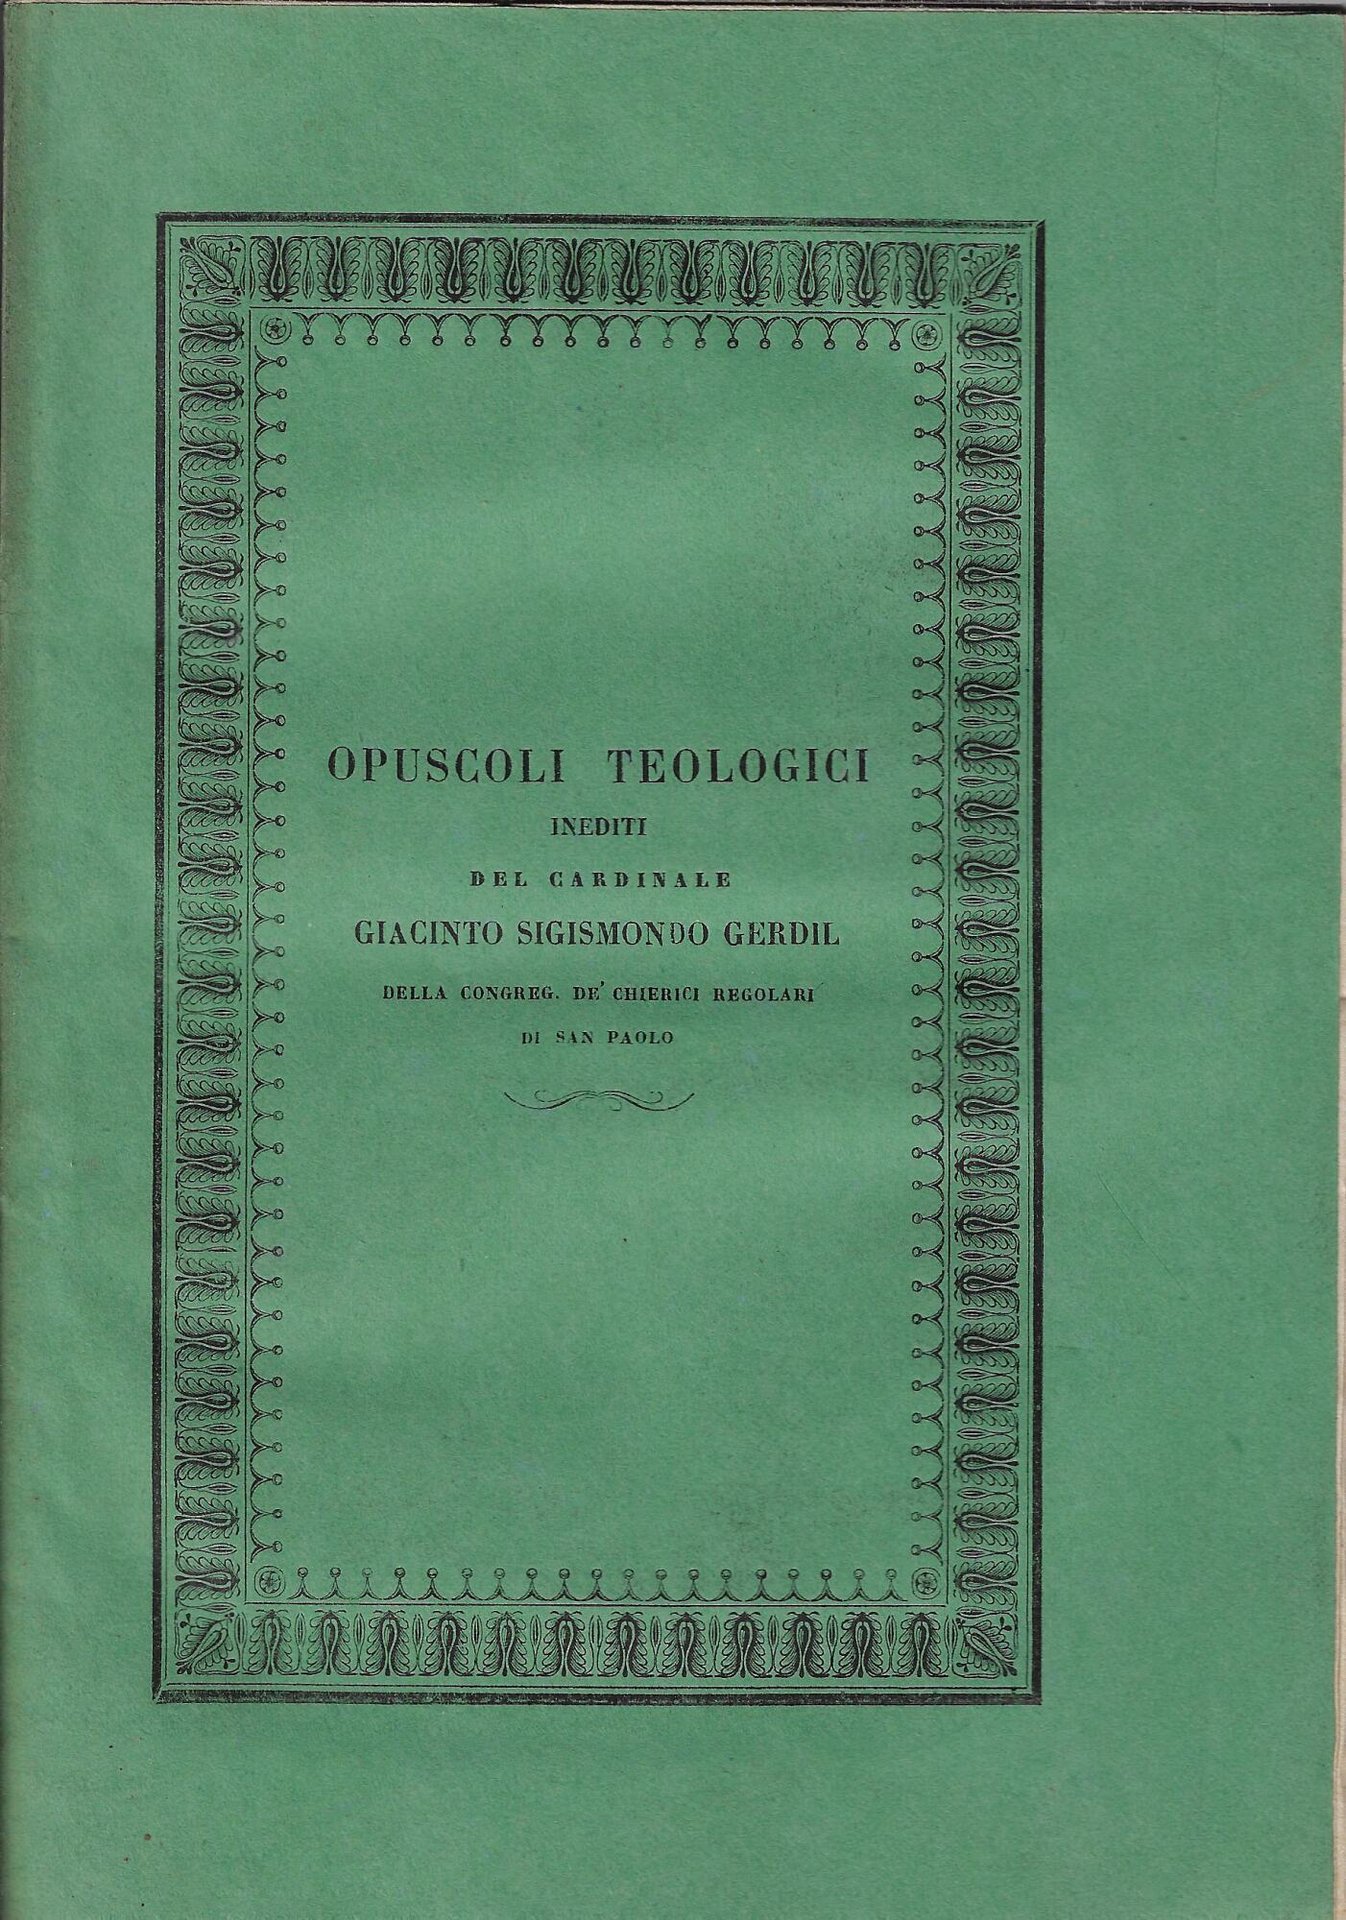 OPUSCOLI TEOLOGICI
INEDITI
DEL CARDINALE
GIACINTO SIGISMONDO GERDIL
DELLA CONGREG. DE' CHIERICI REGOLARI
DI SAN PAOLO